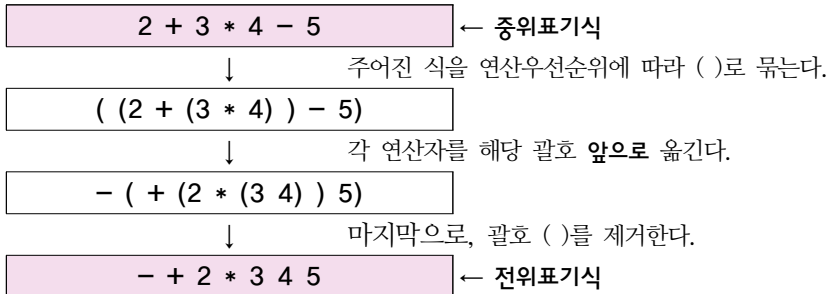 2 + 3 * 4 − 5 ← 중위표기식
↓ 주어진 식을 연산우선순위에 따라 ( )로 묶는다.
( (2 + (3 * 4) ) − 5)
↓ 각 연산자를 해당 괄호 앞으로 옮긴다.
− ( + (2 * (3 4) ) 5)
↓ 마지막으로, 괄호 ( )를 제거한다.
− + 2 * 3 4 5 ← 전위표기식